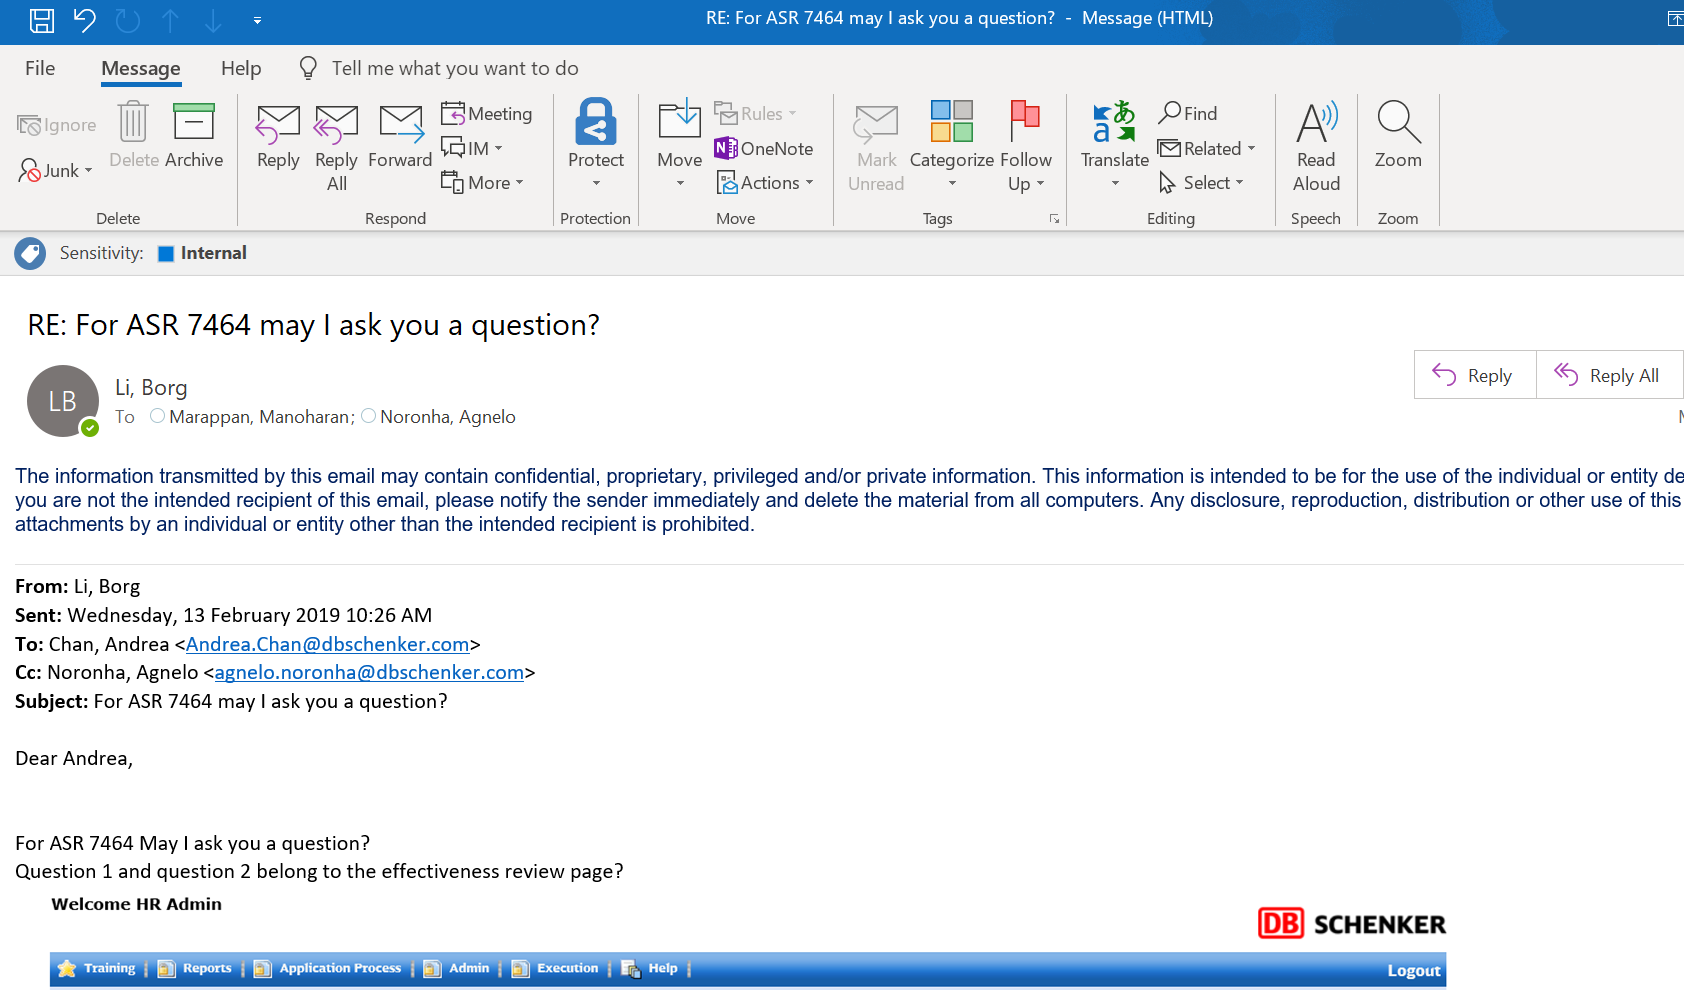 RE: For ASR 7464 may I ask you a question? - Message (HTML)
File Message Help Tell me what you want to do
Ignore
Junk
Delete
Archive
Delete
Reply
Reply All
Forward
Meeting
IM
More
Respond
Protect
Protection
Move
Rules
OneNote
Actions
Move
Mark Unread
Categorize
Follow Up
Tags
Translate
Find
Related
Select
Editing
Read Aloud
Speech
Zoom
Zoom
Sensitivity: Internal
RE: For ASR 7464 may I ask you a question?
Reply Reply All
LB
Li, Borg
To Marappan, Manoharan; Noronha, Agnelo
The information transmitted by this email may contain confidential, proprietary, privileged and/or private information. This information is intended to be for the use of the individual or entity de
you are not the intended recipient of this email, please notify the sender immediately and delete the material from all computers. Any disclosure, reproduction, distribution or other use of this
attachments by an individual or entity other than the intended recipient is prohibited.
From: Li, Borg
Sent: Wednesday, 13 February 2019 10:26 AM
To: Chan, Andrea <Andrea.Chan@dbschenker.com>
Cc: Noronha, Agnelo <agnelo.noronha@dbschenker.com>
Subject: For ASR 7464 may I ask you a question?
Dear Andrea,
For ASR 7464 May I ask you a question?
Question 1 and question 2 belong to the effectiveness review page?
Welcome HR Admin
DB SCHENKER
Training Reports Application Process Admin Execution Help Logout